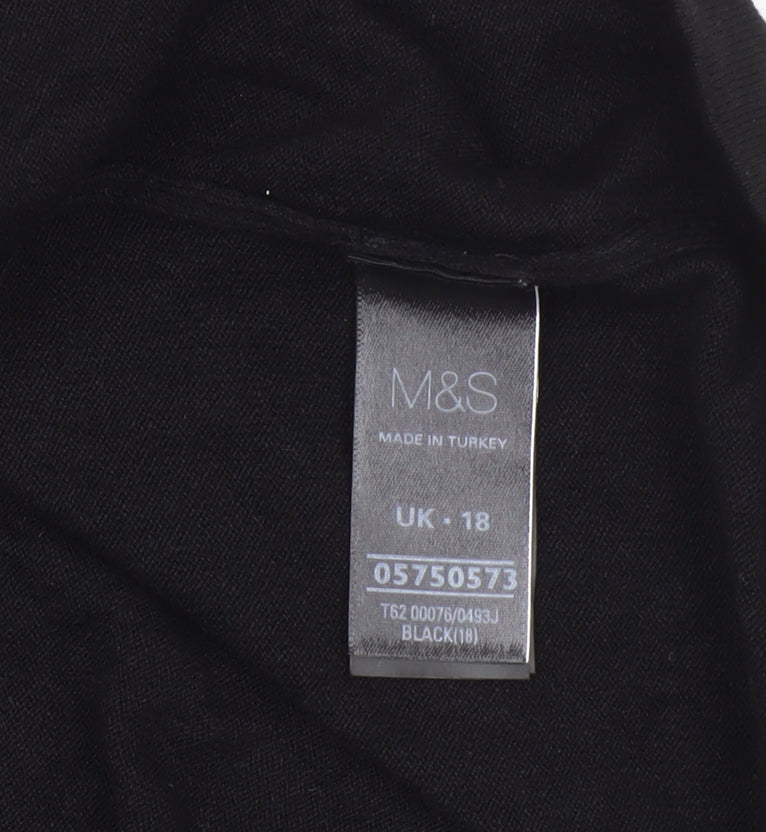 M&S
MADE IN TURKEY
UK • 18
05750573
T62 00076/0493J
BLACK(18)